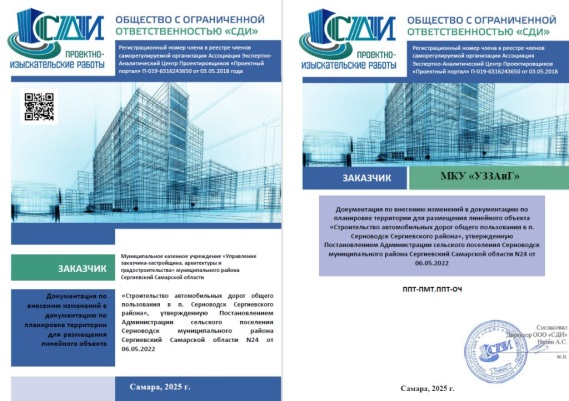 СДИ
ПРОЕКТНО-
ИЗЫСКАТЕЛЬСКИЕ РАБОТЫ
ОБЩЕСТВО С ОГРАНИЧЕННОЙ
ОТВЕТСТВЕННОСТЬЮ «СДИ»
Регистрационный номер члена в реестре членов
саморегулируемой организации Ассоциация Экспертно-
Аналитический Центр Проектировщиков «Проектный
портал» П-019-6316243650 от 03.05.2018 года
ЗАКАЗЧИК
Муниципальное казенное учреждение «Управление
заказчика-застройщика, архитектуры и
градостроительства» муниципального района
Сергиевский Самарской области
Документация по
внесению изменений в
документацию по
планировке территории
для размещения
линейного объекта
«Строительство автомобильных дорог общего
пользования в п. Серноводск Сергиевского
района», утвержденную Постановлением
Администрации сельского поселения
Серноводск муниципального района
Сергиевский Самарской области N24 от
06.05.2022
Самара, 2025 г.
СДИ
ПРОЕКТНО-
ИЗЫСКАТЕЛЬСКИЕ РАБОТЫ
ОБЩЕСТВО С ОГРАНИЧЕННОЙ
ОТВЕТСТВЕННОСТЬЮ «СДИ»
Регистрационный номер члена в реестре членов
саморегулируемой организации Ассоциация
Экспертно-Аналитический Центр Проектировщиков
«Проектный портал» П-019-6316243650 от 03.05.2018
ЗАКАЗЧИК
МКУ «УЗЗАиГ»
Документация по внесению изменений в документацию по
планировке территории для размещения линейного объекта
«Строительство автомобильных дорог общего пользования в п.
Серноводск Сергиевского района», утвержденную
Постановлением Администрации сельского поселения Серноводск
муниципального района Сергиевский Самарской области N24 от
06.05.2022
ППТ-ПМТ.ППТ-ОЧ
Согласовал
Директор ООО «СДИ»
А.С.
м.п.
СДИ
Самара, 2025 г.